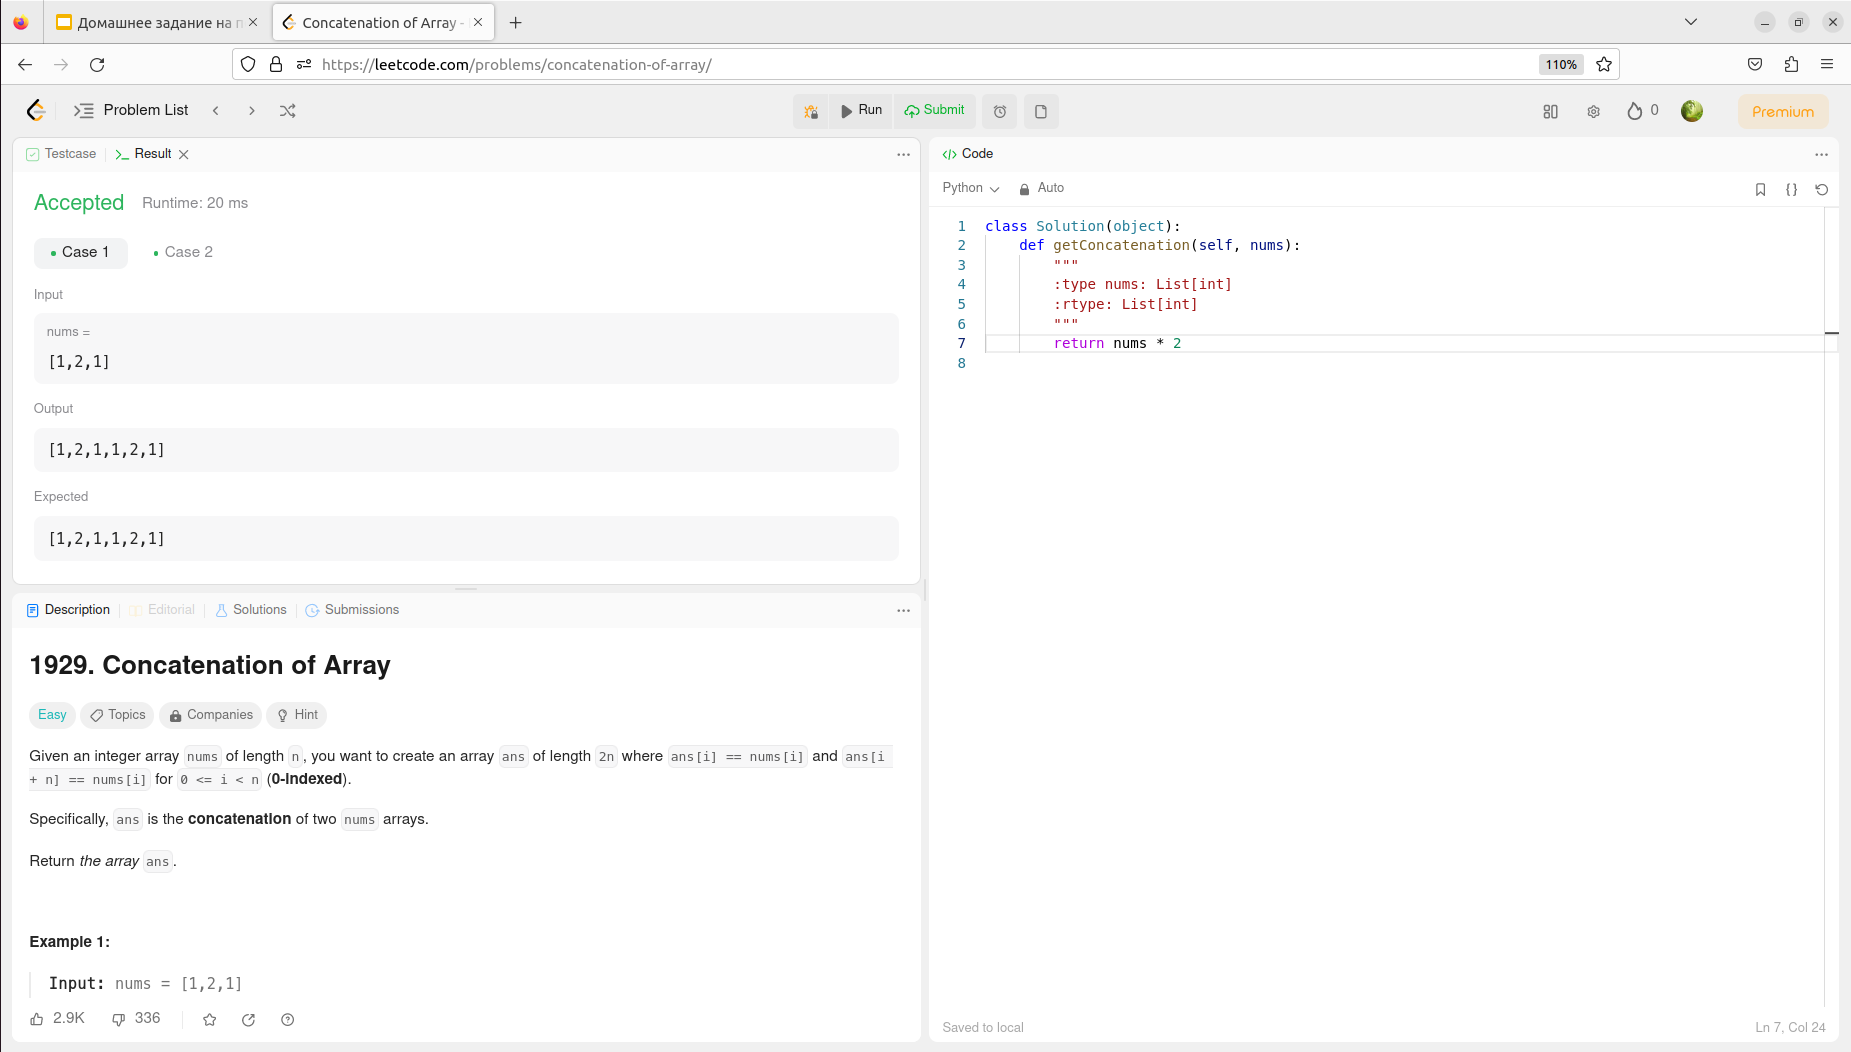 Домашнее задание на п
Concatenation of Array -
https://leetcode.com/problems/concatenation-of-array/
110%
Problem List
Run
Submit
0
Premium
Testcase
Result
Accepted
Runtime: 20 ms
Case 1
Case 2
Input
nums =
[1,2,1]
Output
[1,2,1,1,2,1]
Expected
[1,2,1,1,2,1]
Description
Editorial
Solutions
Submissions
1929. Concatenation of Array
Easy
Topics
Companies
Hint
Given an integer array nums of length n, you want to create an array ans of length 2n where ans[i] == nums[i] and ans[i
+ n] == nums[i] for 0 <= i < n (0-indexed).
Specifically, ans is the concatenation of two nums arrays.
Return the array ans.
Example 1:
Input: nums = [1,2,1]
2.9K
336
Code
Python
Auto
1 class Solution(object):
2 def getConcatenation(self, nums):
3 """
4 :type nums: List[int]
5 :rtype: List[int]
6 """
7 return nums * 2
8
Saved to local
Ln 7, Col 24